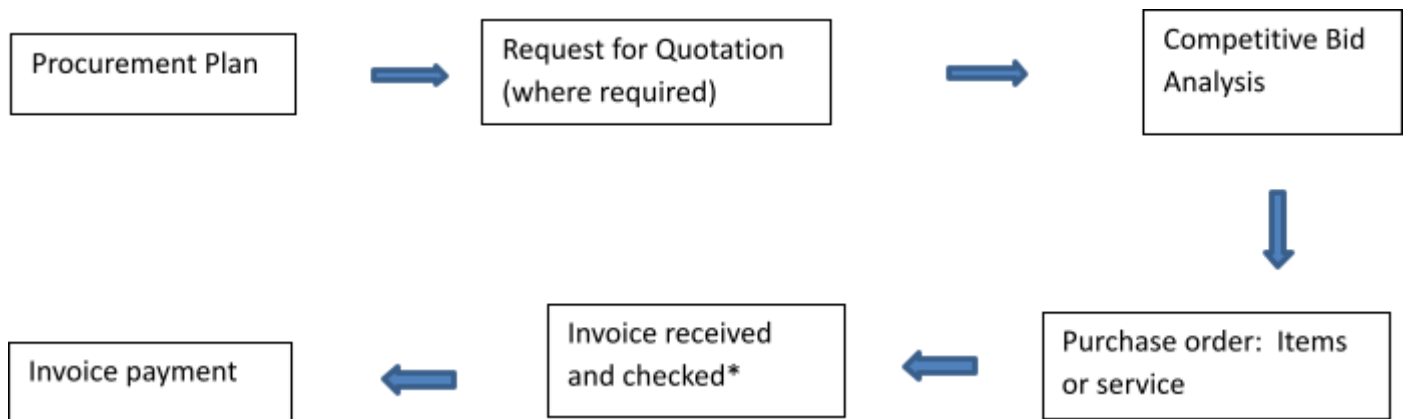 Procurement Plan
Request for Quotation
(where required)
Competitive Bid
Analysis
Purchase order:  Items
or service
Invoice received
and checked*
Invoice payment